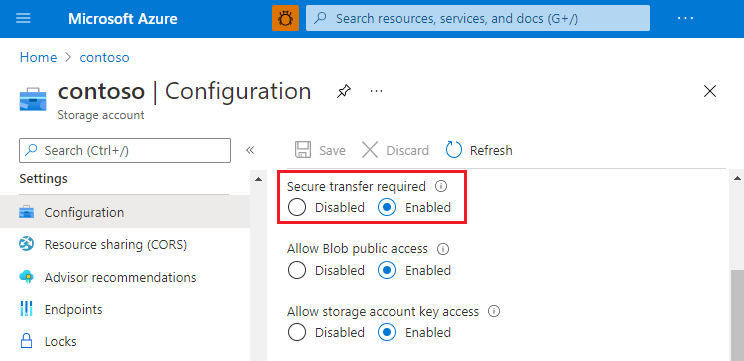 Microsoft Azure
Search resources, services, and docs (G+/)
Home > contoso
contoso | Configuration
Storage account
Search (Ctrl+/)
Save Discard Refresh
Settings
Configuration
Resource sharing (CORS)
Advisor recommendations
Endpoints
Locks
Secure transfer required
Disabled Enabled
Allow Blob public access
Disabled Enabled
Allow storage account key access
Disabled Enabled